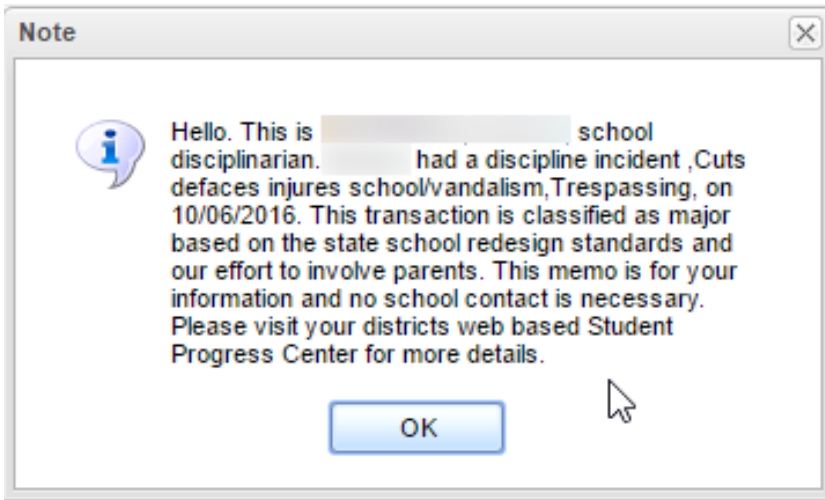 Note
Hello. This is , school
disciplinarian. had a discipline incident ,Cuts
defaces injures school/vandalism,Trespassing, on
10/06/2016. This transaction is classified as major
based on the state school redesign standards and
our effort to involve parents. This memo is for your
information and no school contact is necessary.
Please visit your districts web based Student
Progress Center for more details.
OK